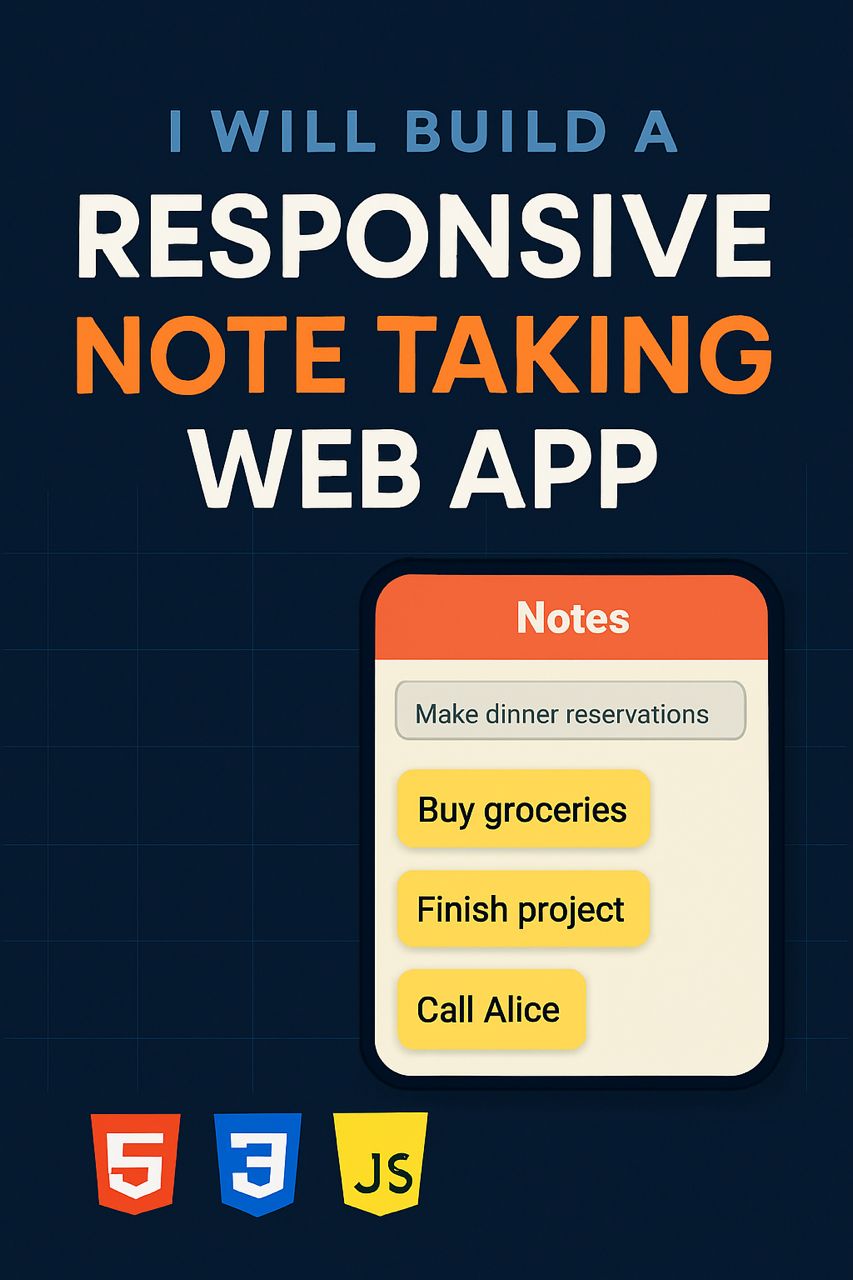 I WILL BUILD A
RESPONSIVE
NOTE TAKING
WEB APP
Notes
Make dinner reservations
Buy groceries
Finish project
Call Alice
5
3
JS